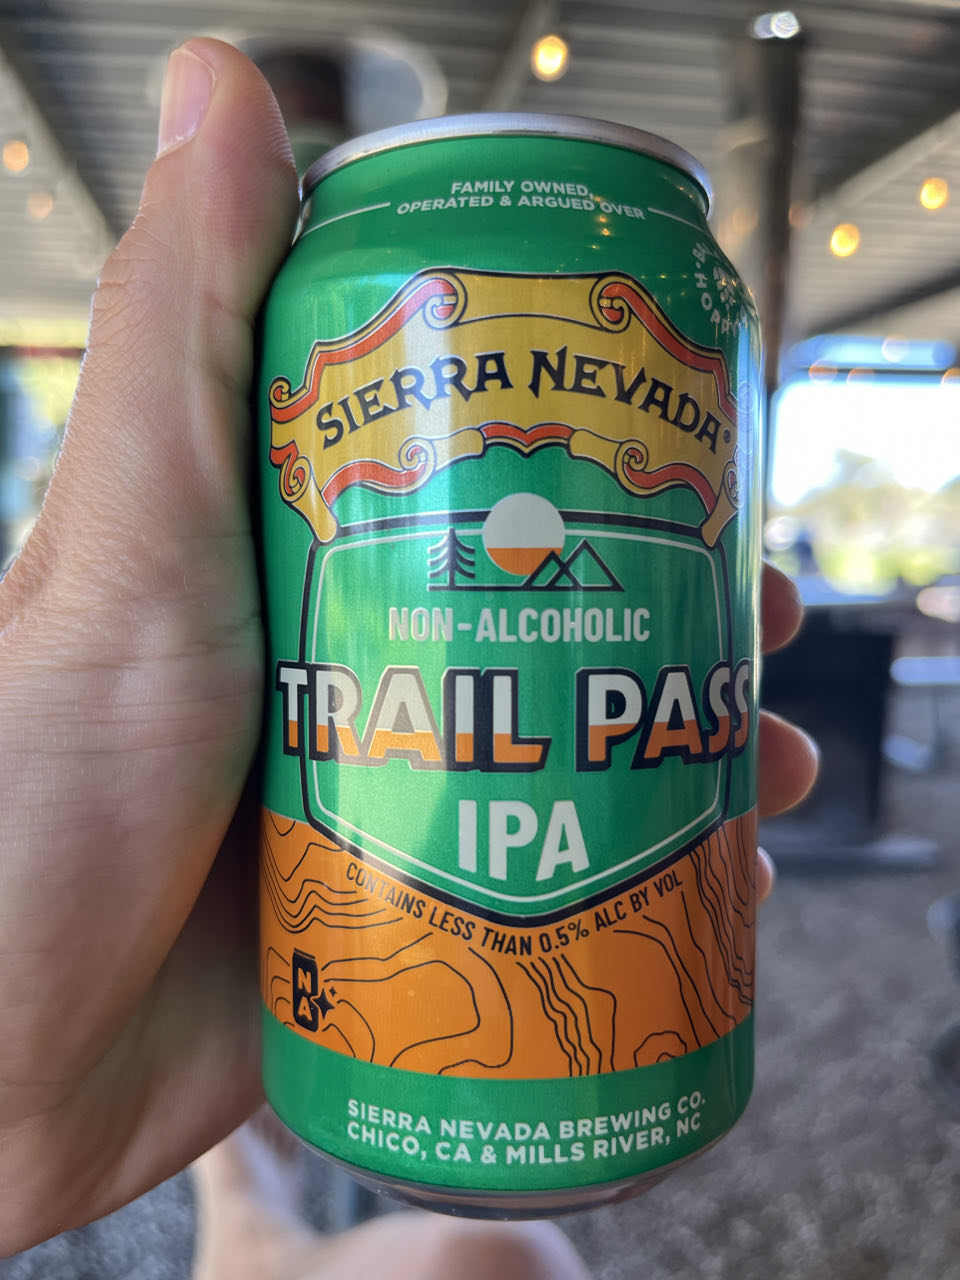 FAMILY OWNED,
OPERATED & ARGUED OVER
SIERRA NEVADA®
NON-ALCOHOLIC
TRAIL PASS
IPA
CONTAINS LESS THAN 0.5% ALC BY VOL
NA
SIERRA NEVADA BREWING CO.
CHICO, CA & MILLS RIVER, NC